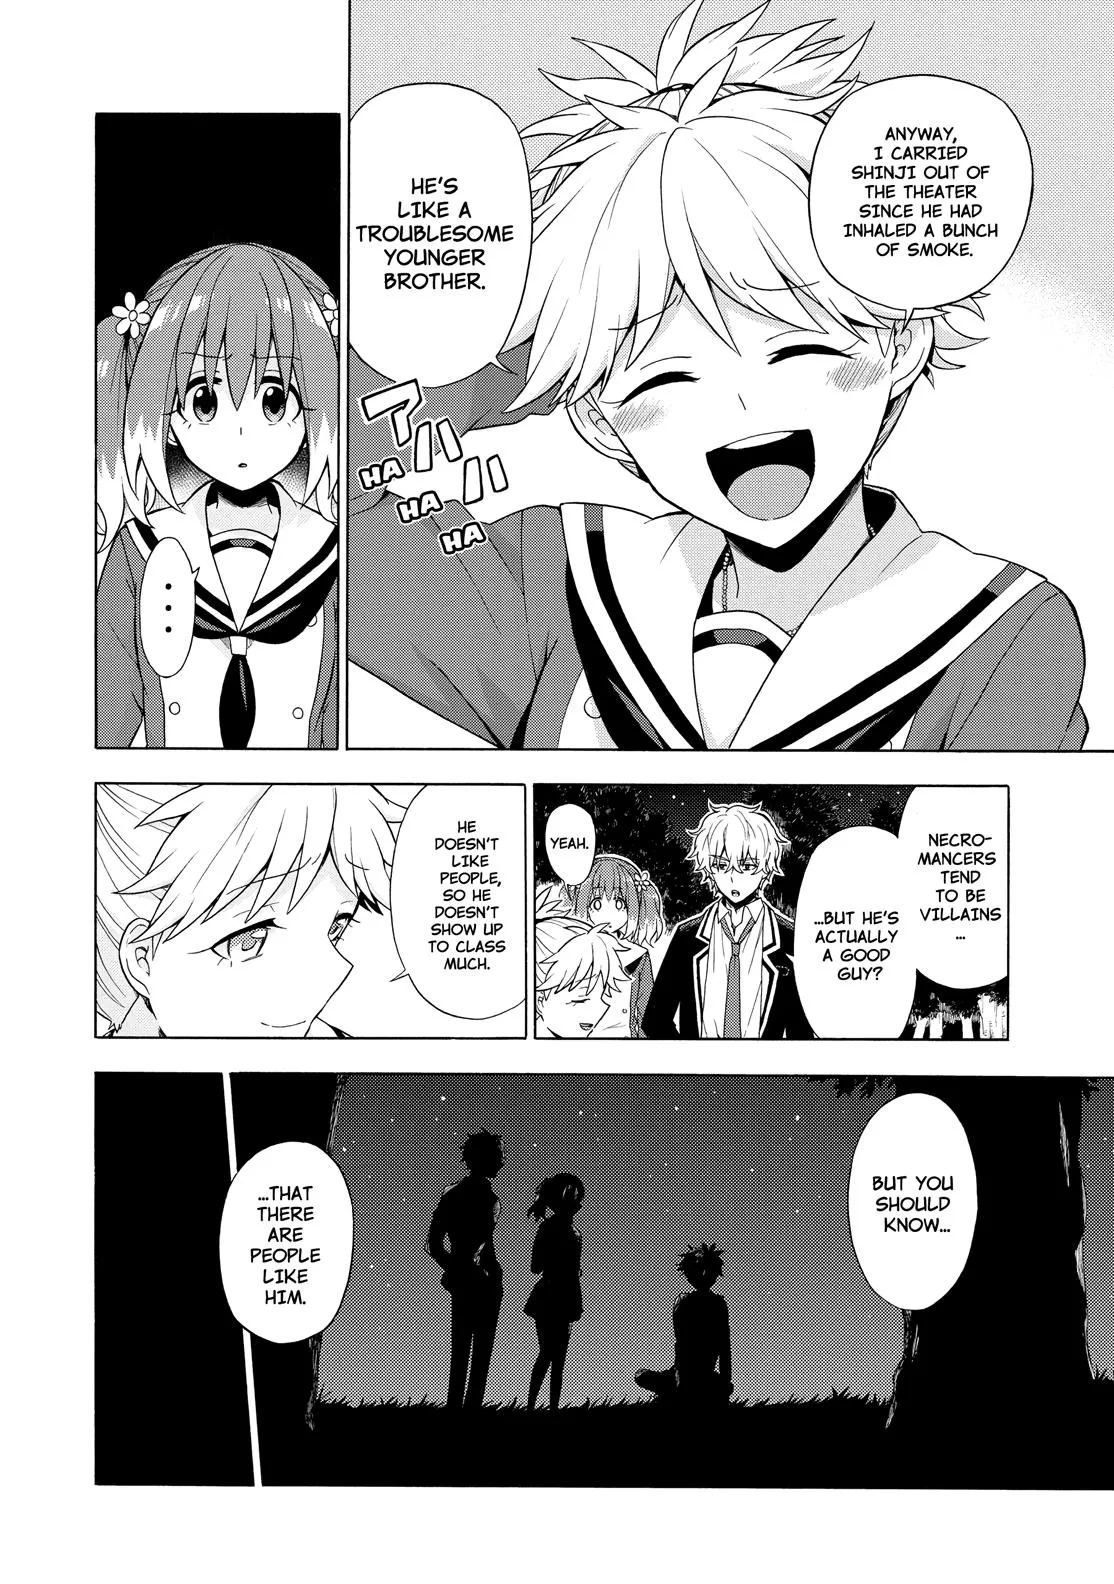 ANYWAY,
I CARRIED
SHINJI OUT OF
THE THEATER
SINCE HE HAD
INHALED A BUNCH
OF SMOKE.
HE'S
LIKE A
TROUBLESOME
YOUNGER
BROTHER.
アハハハ
HA
HA
HA
...
NECRO-
MANCERS
TEND
TO BE
VILLAINS
...
...BUT HE'S
ACTUALLY
A GOOD
GUY?
YEAH.
HE
DOESN'T
LIKE
PEOPLE,
SO HE
DOESN'T
SHOW UP
TO CLASS
MUCH.
BUT YOU
SHOULD
KNOW...
...THAT
THERE
ARE
PEOPLE
LIKE
HIM.